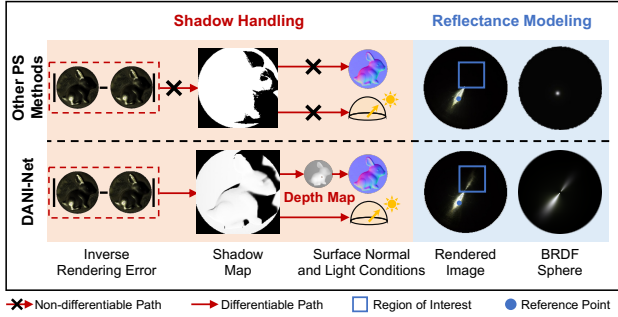 Shadow Handling
Reflectance Modeling
Other PS
Methods
DANI-Net
Depth Map
Inverse
Rendering Error
Shadow
Map
Surface Normal
and Light Conditions
Rendered
Image
BRDF
Sphere
Non-differentiable Path
Differentiable Path
Region of Interest
Reference Point